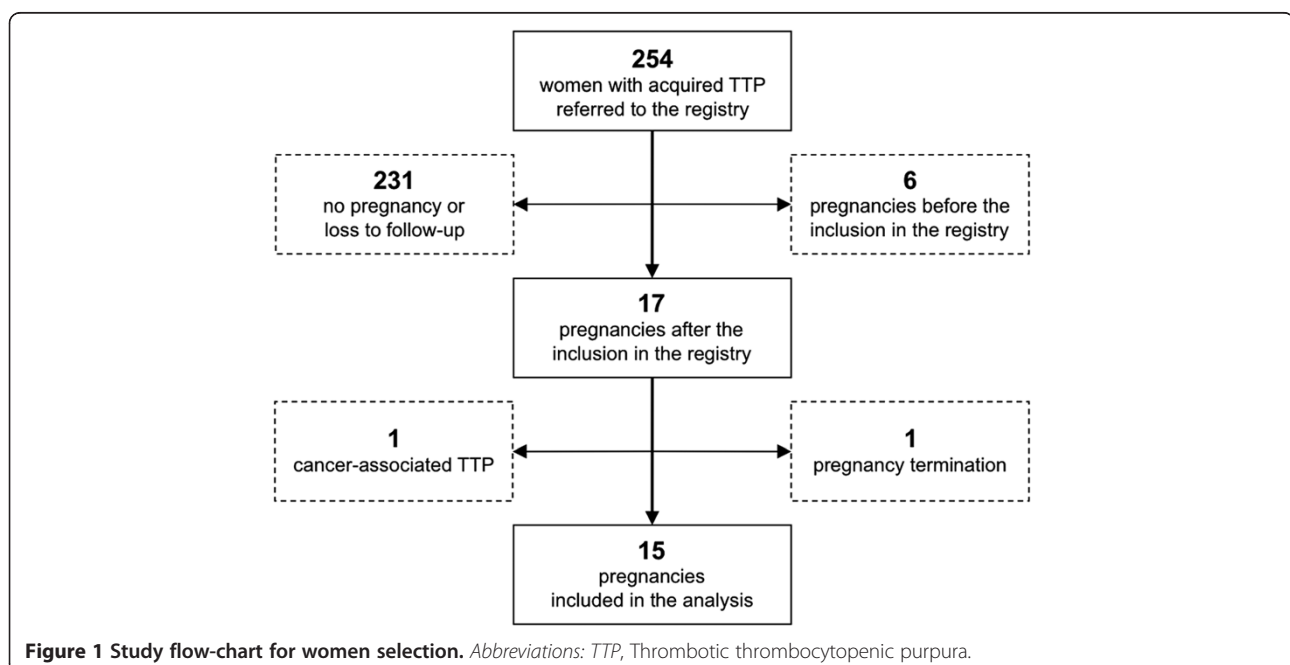 254
women with acquired TTP
referred to the registry
231
no pregnancy or
loss to follow-up
6
pregnancies before the
inclusion in the registry
17
pregnancies after the
inclusion in the registry
1
cancer-associated TTP
1
pregnancy termination
15
pregnancies
included in the analysis
Figure 1 Study flow-chart for women selection. Abbreviations: TTP, Thrombotic thrombocytopenic purpura.